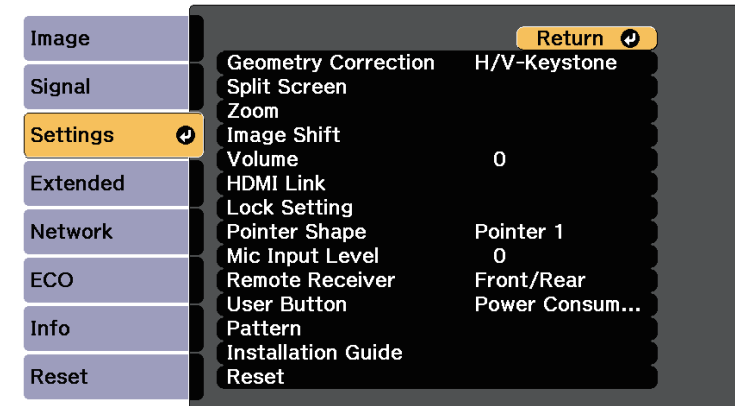 Image
Signal
Settings
Extended
Network
ECO
Info
Reset
Return
Geometry Correction H/V-Keystone
Split Screen
Zoom
Image Shift
Volume 0
HDMI Link
Lock Setting
Pointer Shape Pointer 1
Mic Input Level 0
Remote Receiver Front/Rear
User Button Power Consum...
Pattern
Installation Guide
Reset